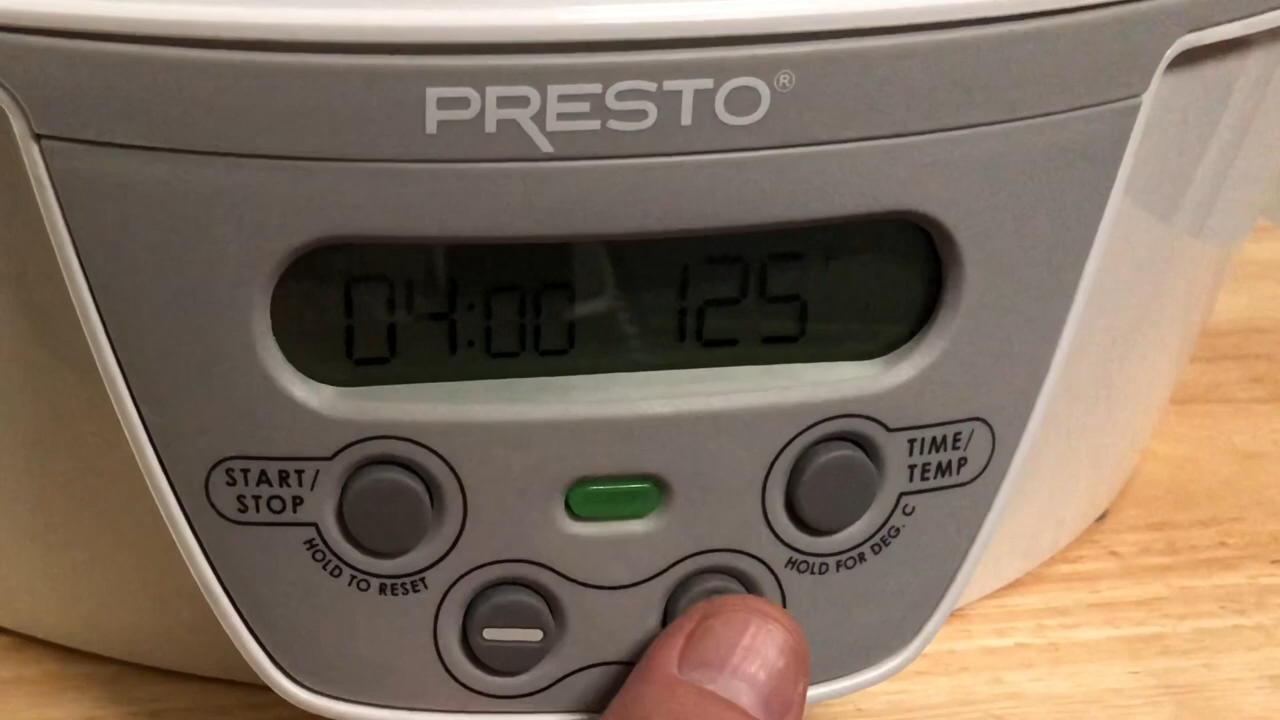 PRESTO®
04:00 125
START/
STOP
HOLD TO RESET
TIME/
TEMP
HOLD FOR DEG. C